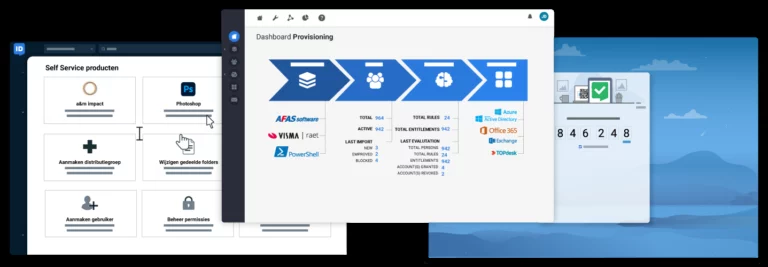 ID
Self Service producten
a&m impact
Ps
Photoshop
Aanmaken distributiegroep
Wijzigen gedeelde folders
Aanmaken gebruiker
Beheer permissies
Dashboard Provisioning
AFAS software
VISMA | raet
PowerShell
TOTAL 964
ACTIVE 942
LAST IMPORT
NEW 3
EMPROVED 2
BLOCKED 4
TOTAL RULES 24
TOTAL ENTITLEMENTS 942
LAST EVALUTATION
TOTAL PERSONS 942
TOTAL RULES 24
ENTITLEMENTS 942
ACCOUNT(S) GRANTED 4
ACCOUNT(S) REVOKED 2
Azure
Active Directory
Office 365
Exchange
TOPdesk
8 4 6 2 4 8